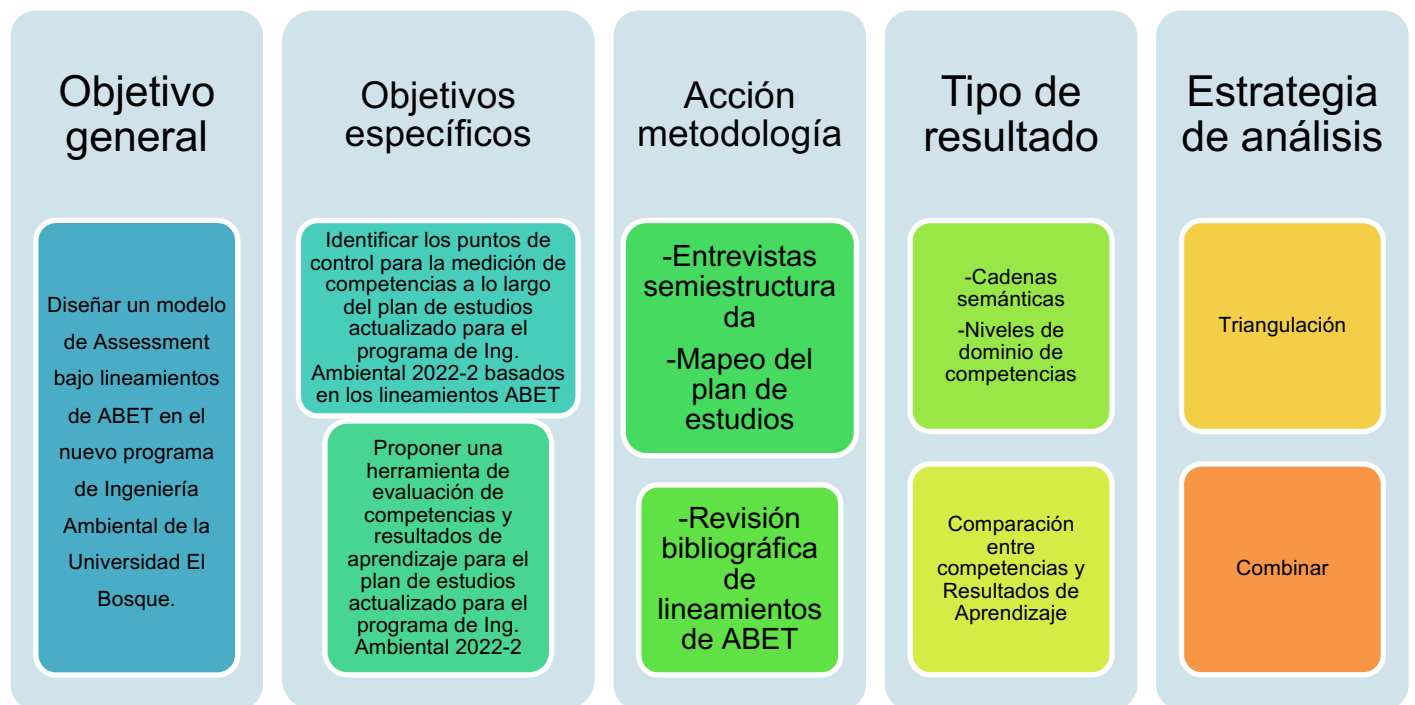 Objetivo
general
Diseñar un modelo
de Assessment
bajo lineamientos
de ABET en el
nuevo programa
de Ingeniería
Ambiental de la
Universidad El
Bosque.
Objetivos
específicos
Identificar los puntos de
control para la medición de
competencias a lo largo
del plan de estudios
actualizado para el
programa de Ing.
Ambiental 2022-2 basados
en los lineamientos ABET
Proponer una
herramienta de
evaluación de
competencias y
resultados de
aprendizaje para el
plan de estudios
actualizado para el
programa de Ing.
Ambiental 2022-2
Acción
metodología
-Entrevistas
semiestructura
da
-Mapeo del
plan de
estudios
-Revisión
bibliográfica
de
lineamientos
de ABET
Tipo de
resultado
-Cadenas
semánticas
-Niveles de
dominio de
competencias
Comparación
entre
competencias y
Resultados de
Aprendizaje
Estrategia
de análisis
Triangulación
Combinar